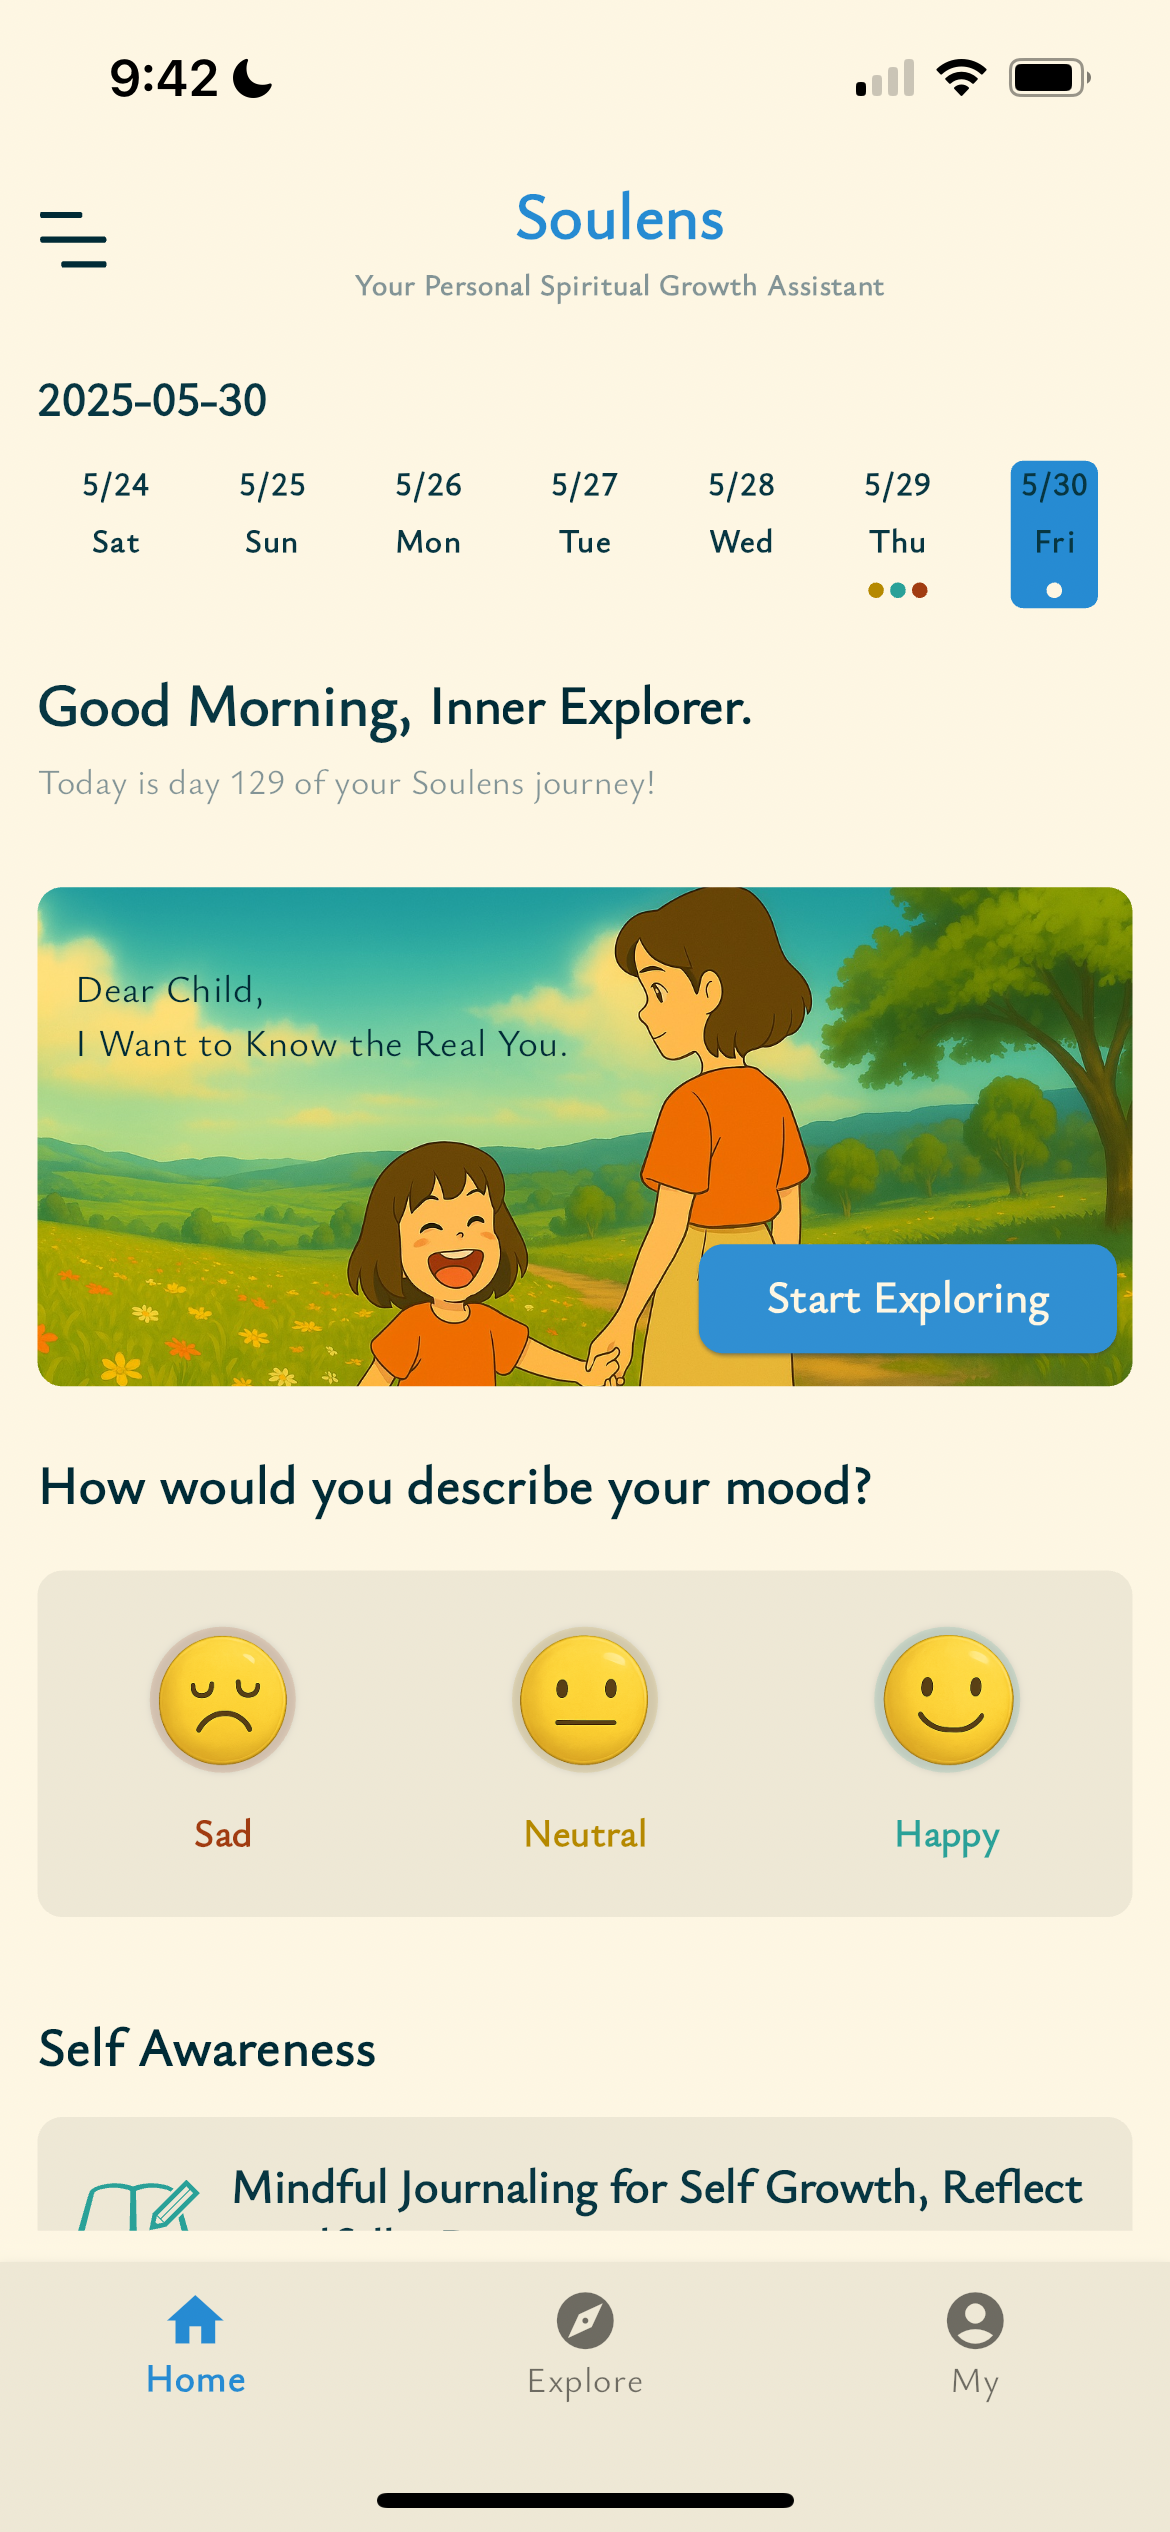 9:42
Soulens
Your Personal Spiritual Growth Assistant
2025-05-30
5/24 5/25 5/26 5/27 5/28 5/29 5/30
Sat Sun Mon Tue Wed Thu Fri
Good Morning, Inner Explorer.
Today is day 129 of your Soulens journey!
Dear Child,
I Want to Know the Real You.
Start Exploring
How would you describe your mood?
Sad Neutral Happy
Self Awareness
Mindful Journaling for Self Growth, Reflect
Home Explore My